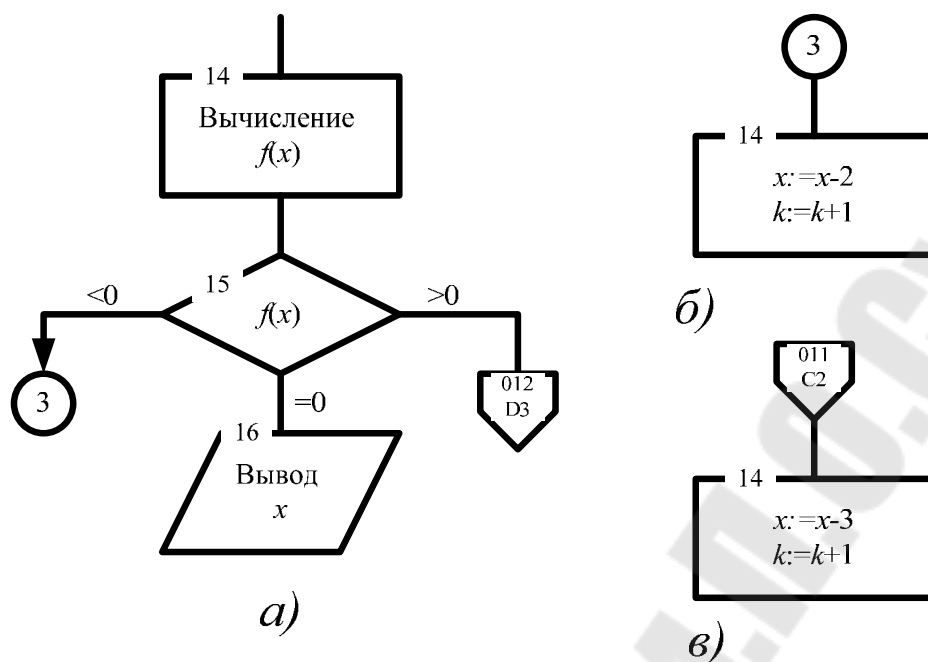 14
Вычисление
f(x)
15
<0
f(x)
>0
3
=0
012
D3
16
Вывод
x
а)
3
14
x:=x-2
k:=k+1
б)
011
C2
14
x:=x-3
k:=k+1
в)